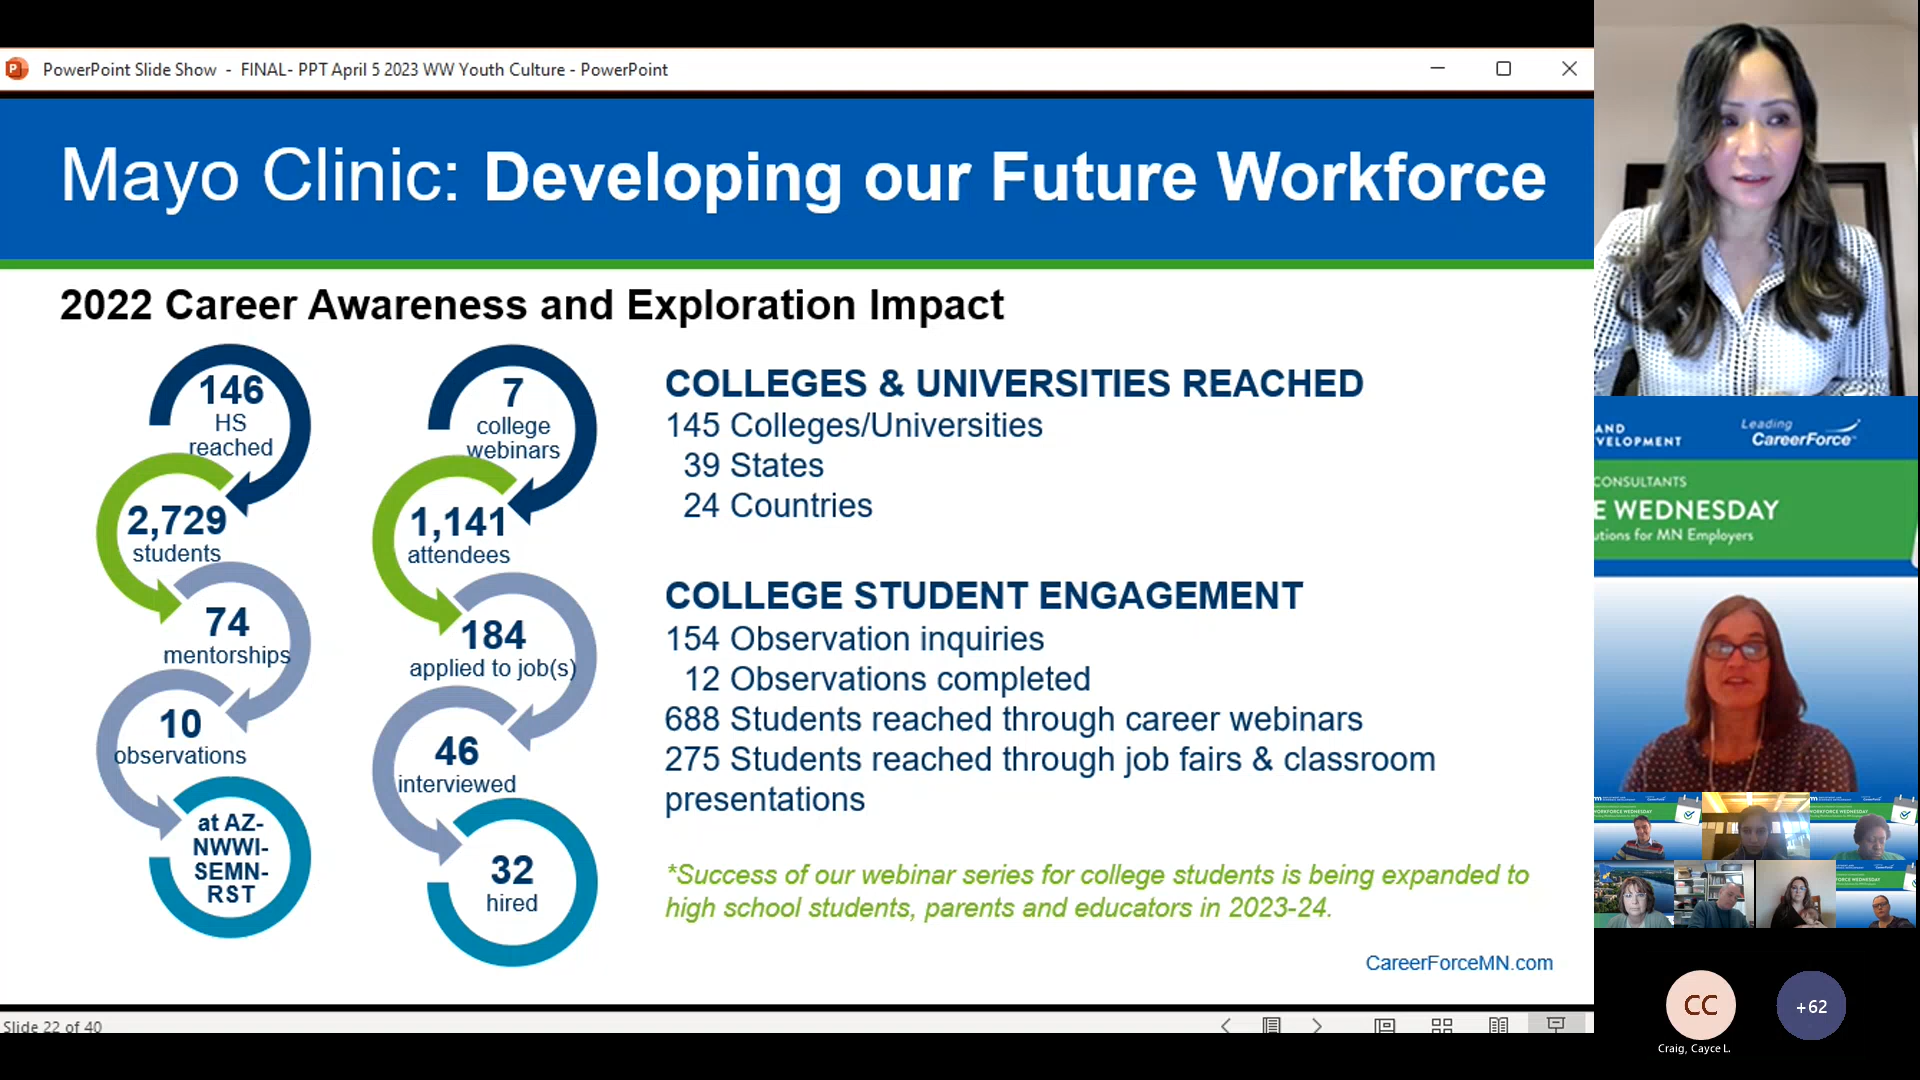 PowerPoint Slide Show - FINAL- PPT April 5 2023 WW Youth Culture - PowerPoint
Mayo Clinic: Developing our Future Workforce
2022 Career Awareness and Exploration Impact
146
HS
reached
2,729
students
74
mentorships
10
observations
at AZ-
NWWI-
SEMN-
RST
7
college
webinars
1,141
attendees
184
applied to job(s)
46
interviewed
32
hired
COLLEGES & UNIVERSITIES REACHED
145 Colleges/Universities
39 States
24 Countries
COLLEGE STUDENT ENGAGEMENT
154 Observation inquiries
12 Observations completed
688 Students reached through career webinars
275 Students reached through job fairs & classroom
presentations
*Success of our webinar series for college students is being expanded to
high school students, parents and educators in 2023-24.
CareerForceMN.com
Slide 22 of 40
AND
VELOPMENT
Leading
CareerForce
CONSULTANTS
E WEDNESDAY
utions for MN Employers
CC
Craig, Cayce L.
+62